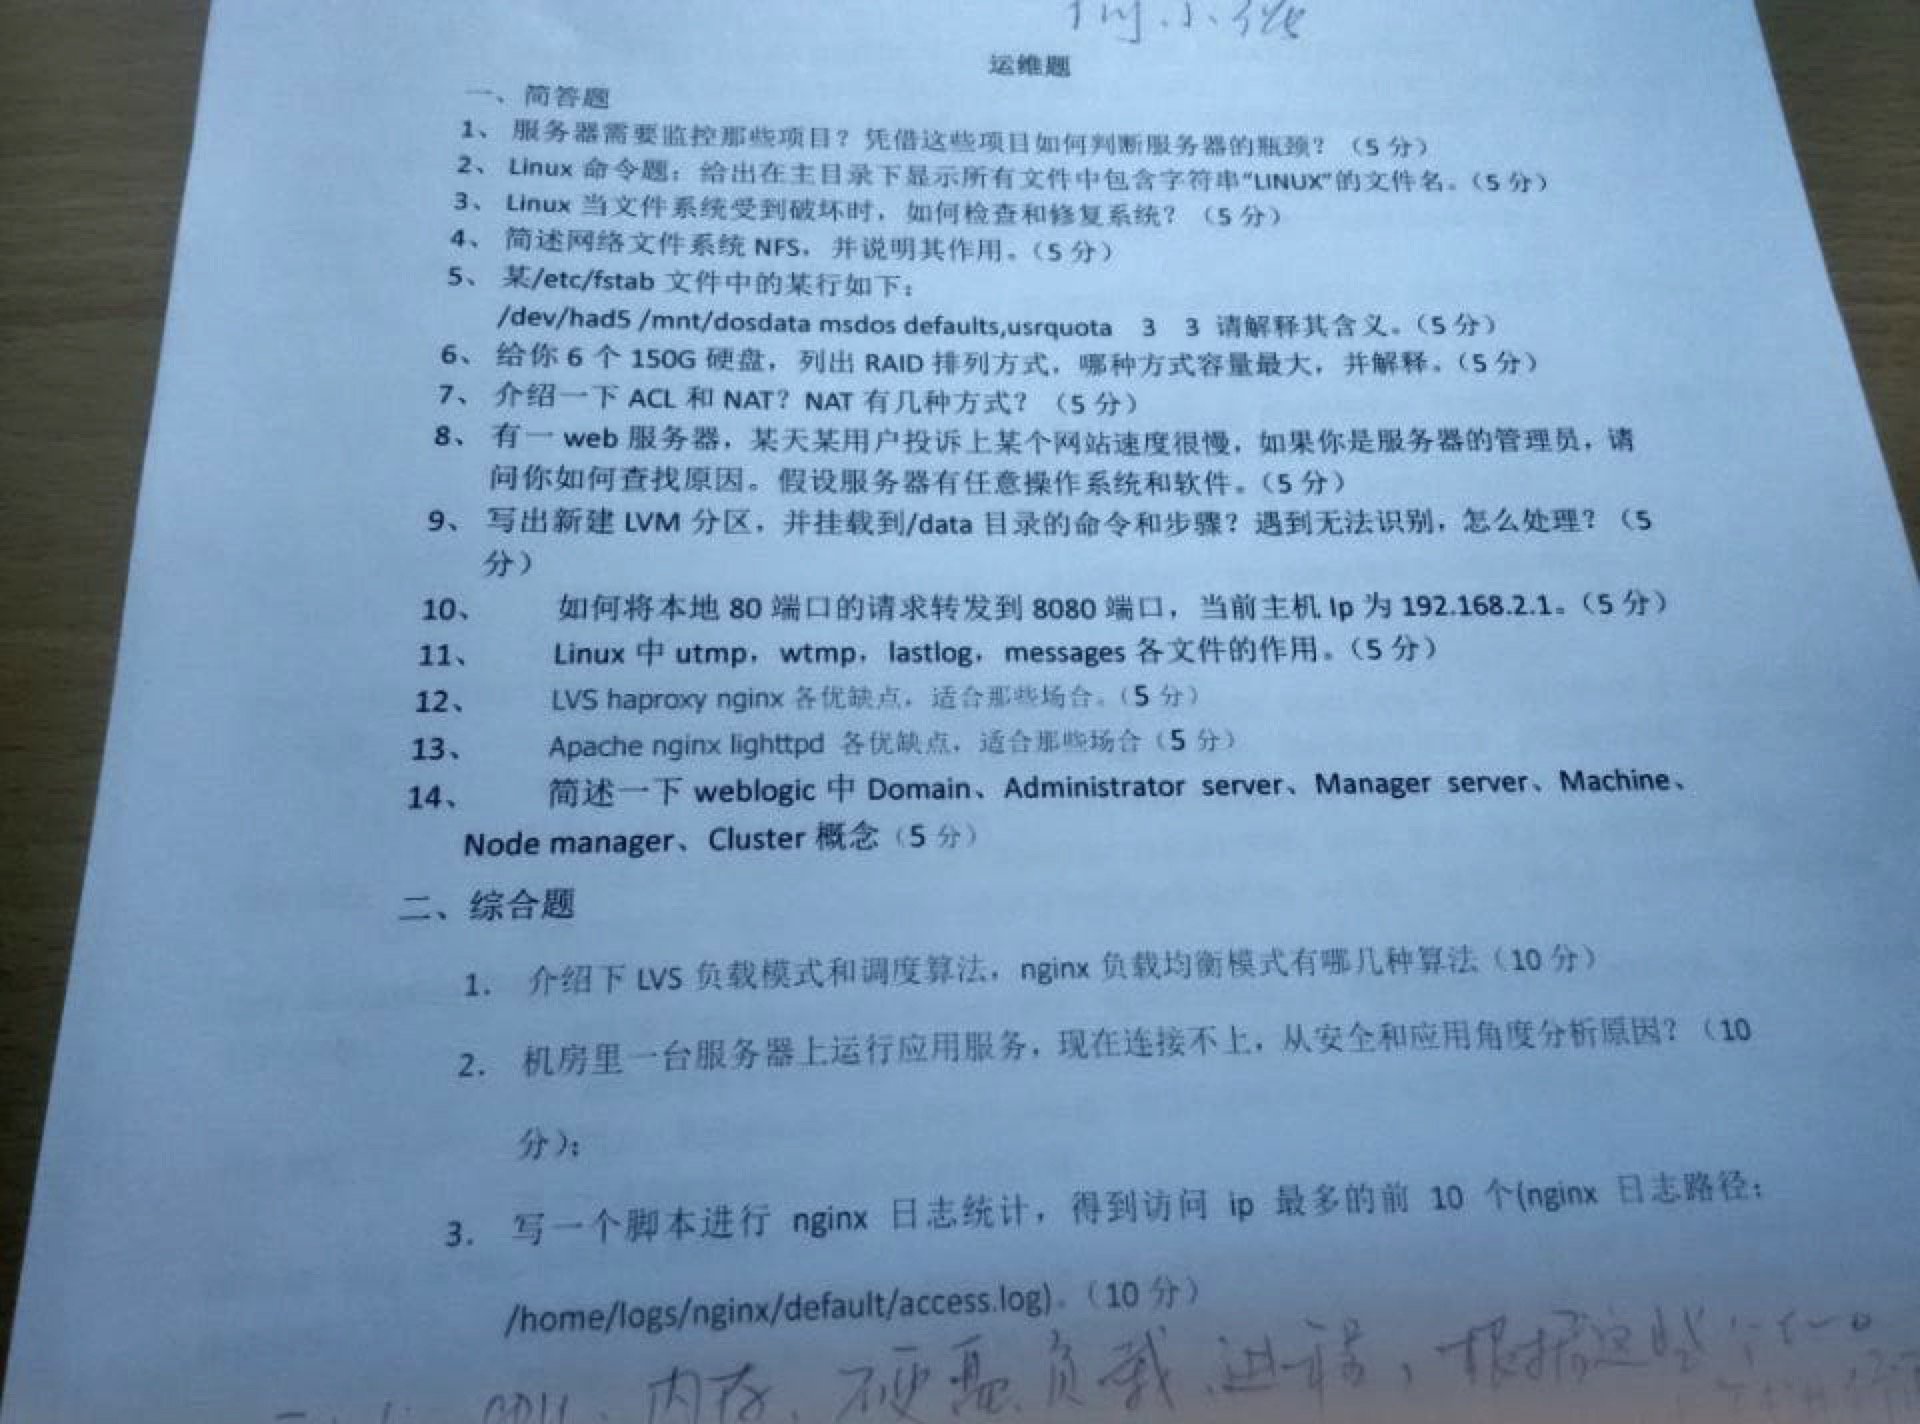 运维题
一、简答题
1、服务器需要监控那些项目？凭借这些项目如何判断服务器的瓶颈？（5 分）
2、Linux 命令题：给出在主目录下显示所有文件中包含字符串“LINUX”的文件名。（5 分）
3、Linux 当文件系统受到破坏时，如何检查和修复系统？（5 分）
4、简述网络文件系统 NFS，并说明其作用。（5 分）
5、某/etc/fstab 文件中的某行如下：
/dev/had5 /mnt/dosdata msdos defaults,usrquota 3 3 请解释其含义。（5 分）
6、给你 6 个 150G 硬盘，列出 RAID 排列方式，哪种方式容量最大，并解释。（5 分）
7、介绍一下 ACL 和 NAT？NAT 有几种方式？（5 分）
8、有一 web 服务器，某天某用户投诉上某个网站速度很慢，如果你是服务器的管理员，请
问你如何查找原因。假设服务器有任意操作系统和软件。（5 分）
9、写出新建 LVM 分区，并挂载到/data 目录的命令和步骤？遇到无法识别，怎么处理？（5
分）
10、 如何将本地 80 端口的请求转发到 8080 端口，当前主机 Ip 为 192.168.2.1。（5 分）
11、 Linux 中 utmp，wtmp，lastlog，messages 各文件的作用。（5 分）
12、 LVS haproxy nginx 各优缺点，适合那些场合。（5 分）
13、 Apache nginx lighttpd 各优缺点，适合那些场合（5 分）
14、 简述一下 weblogic 中 Domain、Administrator server、Manager server、Machine、
Node manager、Cluster 概念（5 分）
二、综合题
1. 介绍下 LVS 负载模式和调度算法，nginx 负载均衡模式有哪几种算法（10 分）
2. 机房里一台服务器上运行应用服务，现在连接不上，从安全和应用角度分析原因？（10
分）；
3. 写一个脚本进行 nginx 日志统计，得到访问 ip 最多的前 10 个(nginx 日志路径：
/home/logs/nginx/default/access.log)。（10 分）
内存、硬盘、负载、进程，根据这些